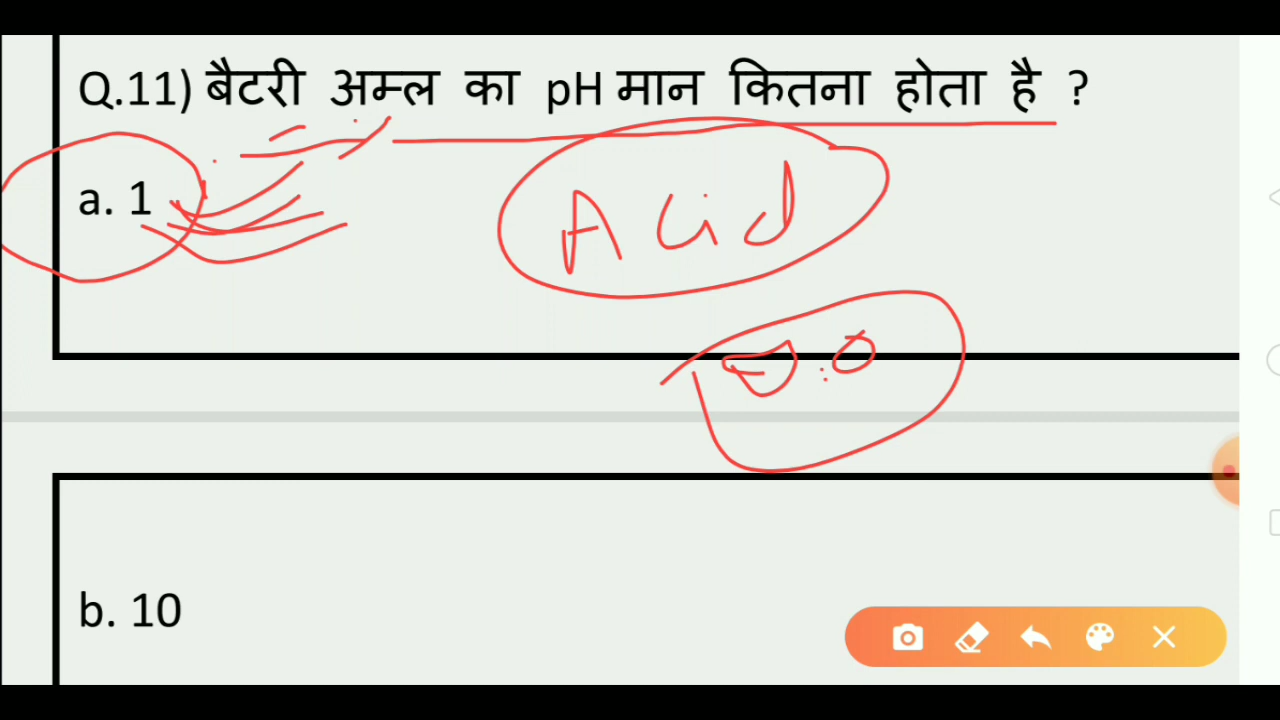 Q.11) बैटरी अम्ल का pH मान कितना होता है ?
a. 1
Acid
b. 10